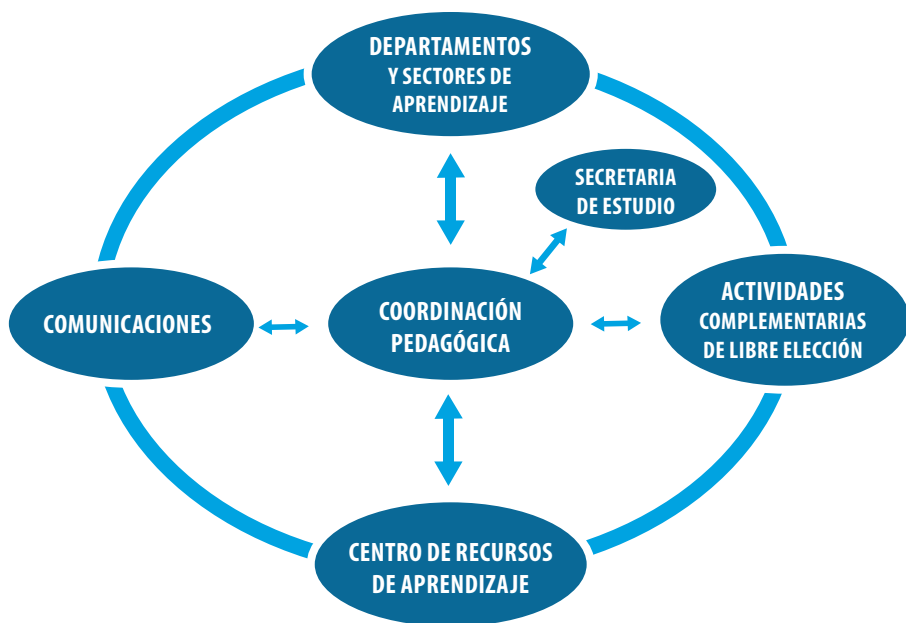 DEPARTAMENTOS
Y SECTORES DE
APRENDIZAJE
SECRETARIA
DE ESTUDIO
COMUNICACIONES
COORDINACIÓN
PEDAGÓGICA
ACTIVIDADES
COMPLEMENTARIAS
DE LIBRE ELECCIÓN
CENTRO DE RECURSOS
DE APRENDIZAJE